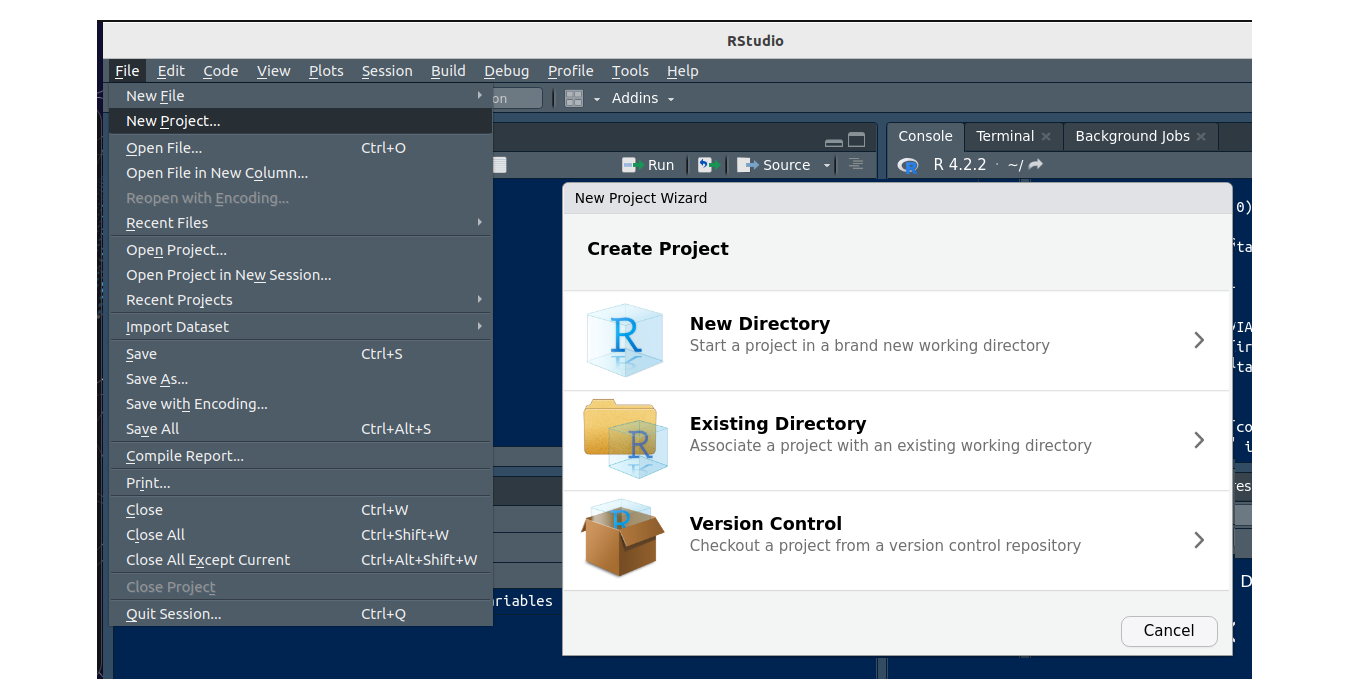 RStudio
File Edit Code View Plots Session Build Debug Profile Tools Help
New File
New Project...
Open File... Ctrl+O
Open File in New Column...
Reopen with Encoding...
Recent Files
Open Project...
Open Project in New Session...
Recent Projects
Import Dataset
Save Ctrl+S
Save As...
Save with Encoding...
Save All Ctrl+Alt+S
Compile Report...
Print...
Close Ctrl+W
Close All Ctrl+Shift+W
Close All Except Current Ctrl+Alt+Shift+W
Close Project
Quit Session... Ctrl+Q
Addins
Run Source
Console Terminal Background Jobs
R 4.2.2 · ~/
New Project Wizard
Create Project
New Directory
Start a project in a brand new working directory
Existing Directory
Associate a project with an existing working directory
Version Control
Checkout a project from a version control repository
Cancel